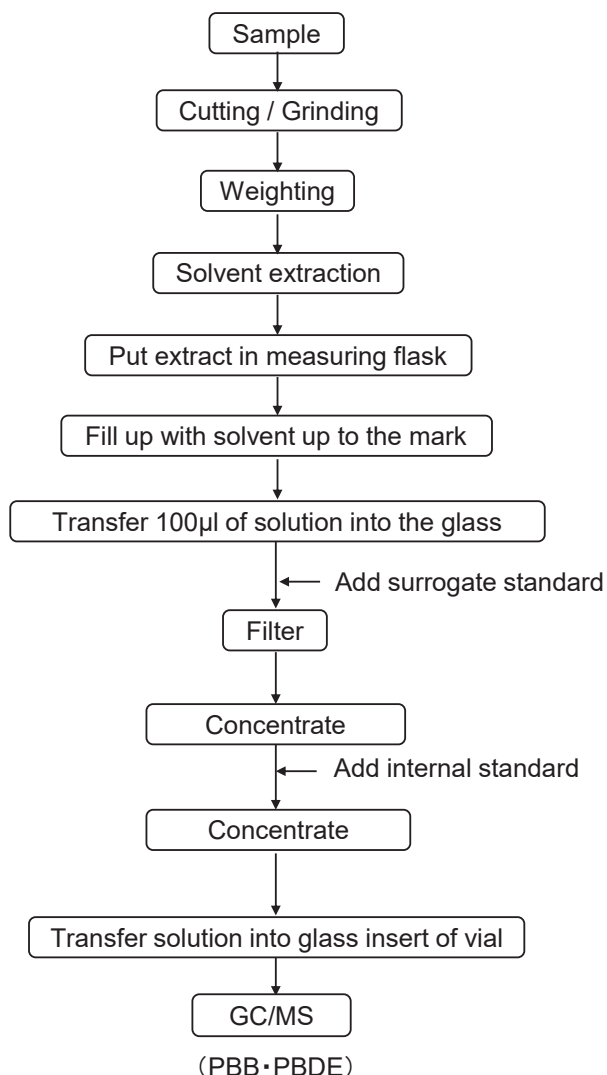 Sample
Cutting / Grinding
Weighting
Solvent extraction
Put extract in measuring flask
Fill up with solvent up to the mark
Transfer 100µl of solution into the glass
Add surrogate standard
Filter
Concentrate
Add internal standard
Concentrate
Transfer solution into glass insert of vial
GC/MS
（PBB・PBDE）